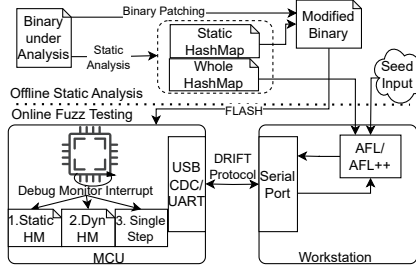 Binary
under
Analysis
Binary Patching
Static
Analysis
Static
HashMap
Whole
HashMap
Modified
Binary
Seed
Input
Offline Static Analysis
Online Fuzz Testing
FLASH
Debug Monitor Interrupt
1.Static
HM
2.Dyn
HM
3. Single
Step
MCU
USB
CDC/
UART
DRIFT
Protocol
Serial
Port
AFL/
AFL++
Workstation